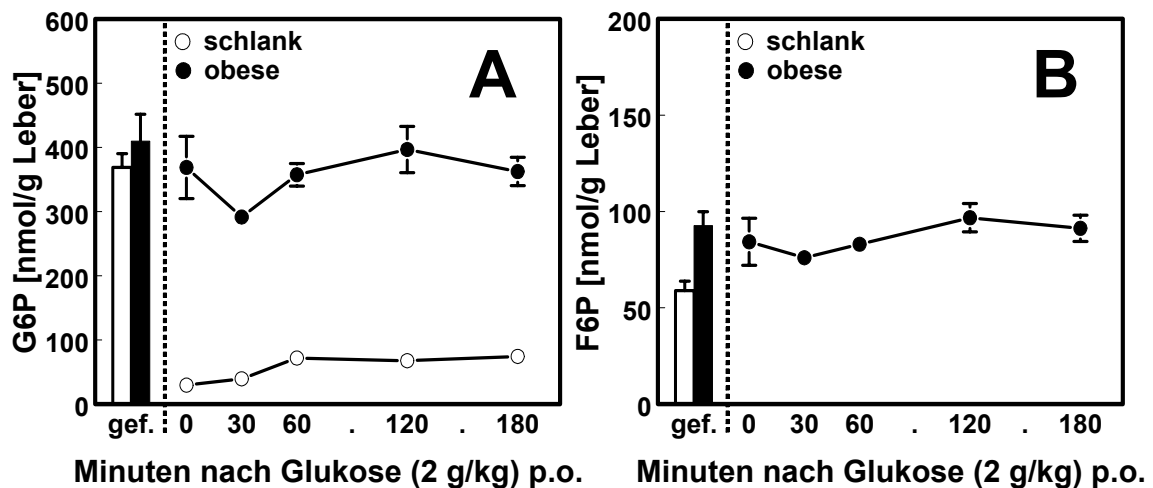 G6P [nmol/g Leber]
600
500
400
300
200
100
0
schlank
obese
A
gef. 0 30 60 . 120 . 180
Minuten nach Glukose (2 g/kg) p.o.
F6P [nmol/g Leber]
200
150
100
50
0
schlank
obese
B
gef. 0 30 60 . 120 . 180
Minuten nach Glukose (2 g/kg) p.o.